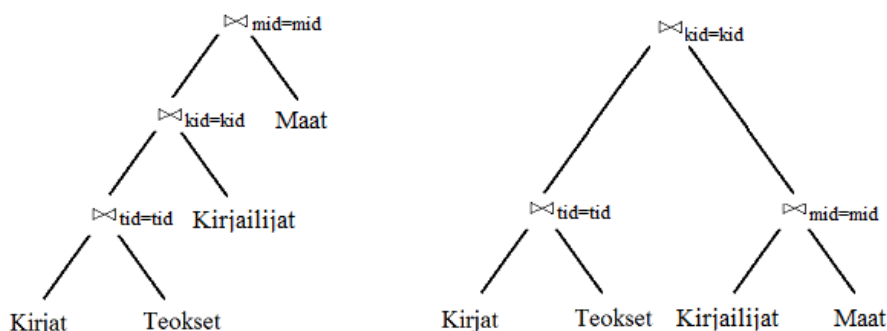 ⋈mid=mid
⋈kid=kid
Maat
⋈tid=tid
Kirjailijat
Kirjat
Teokset
⋈kid=kid
⋈tid=tid
⋈mid=mid
Kirjat
Teokset
Kirjailijat
Maat